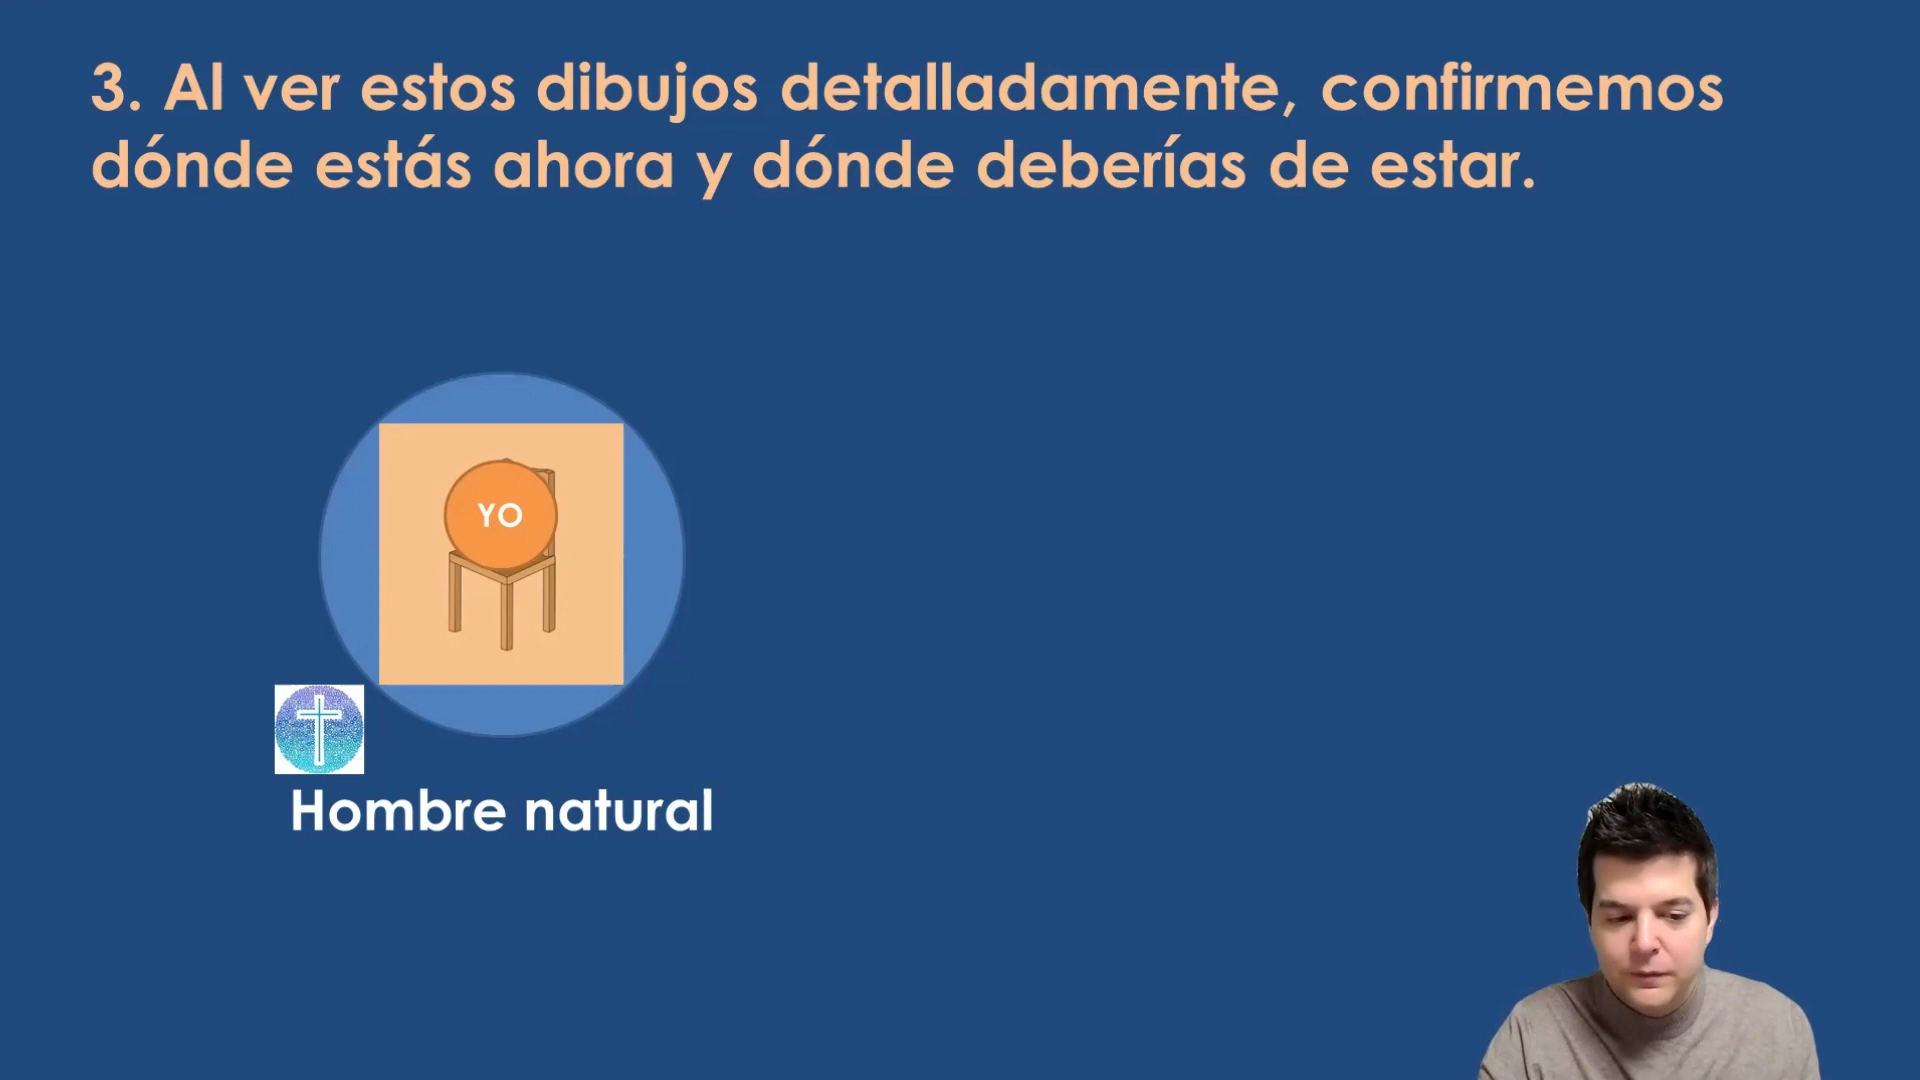 3. Al ver estos dibujos detalladamente, confirmemos
dónde estás ahora y dónde deberías de estar.
YO
Hombre natural